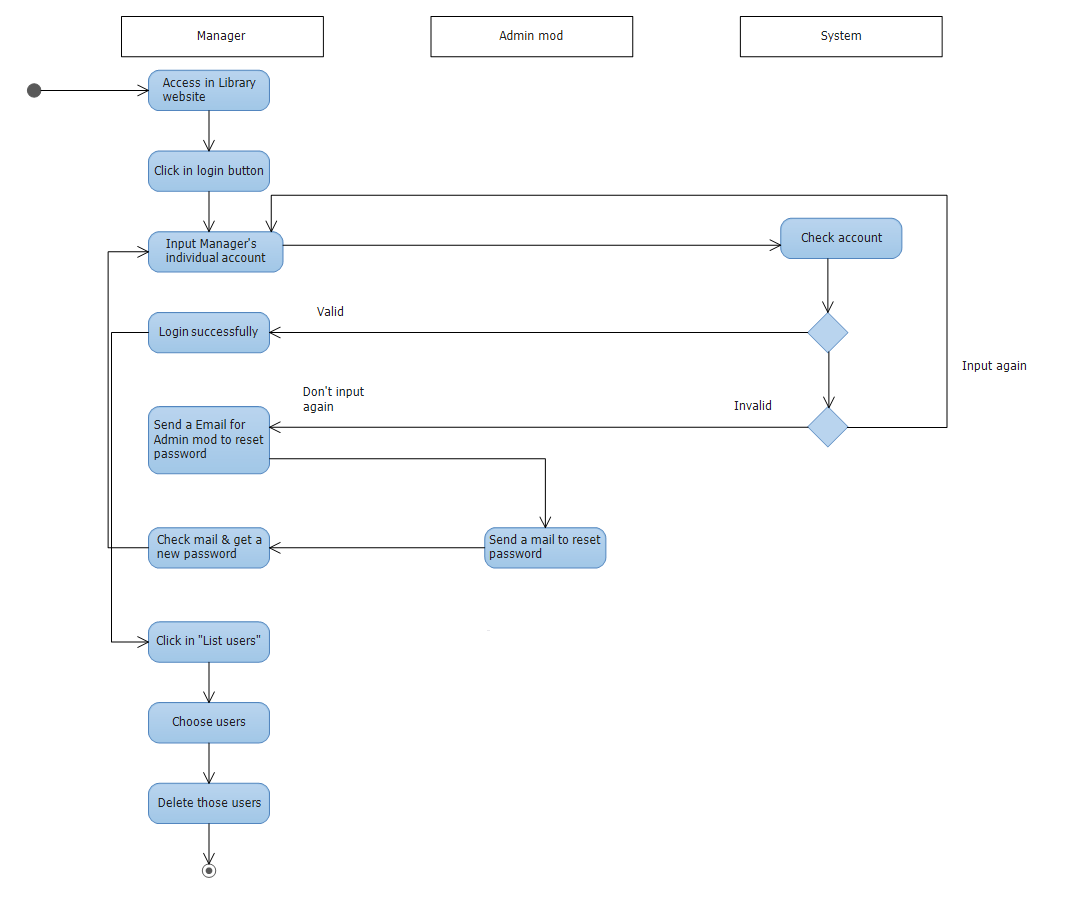 Manager
Admin mod
System
Access in Library
website
Click in login button
Input Manager's
individual account
Check account
Valid
Login successfully
Input again
Don't input
again
Invalid
Send a Email for
Admin mod to reset
password
Check mail & get a
new password
Send a mail to reset
password
Click in "List users"
Choose users
Delete those users